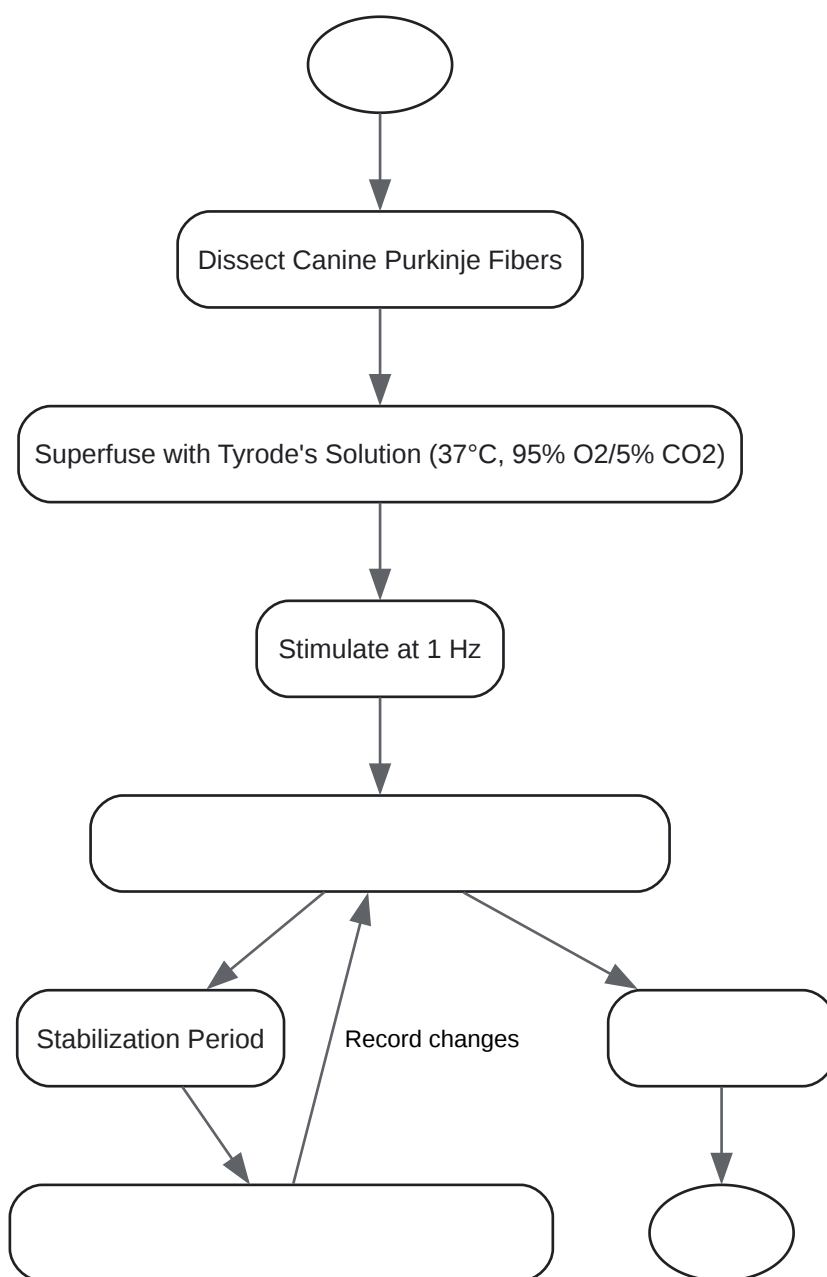 Dissect Canine Purkinje Fibers
Superfuse with Tyrode's Solution (37°C, 95% O2/5% CO2)
Stimulate at 1 Hz
Stabilization Period
Record changes